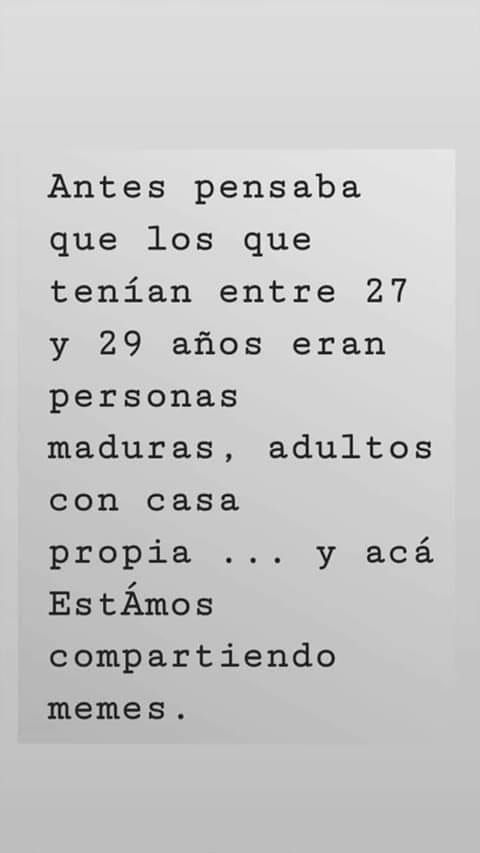 Antes pensaba
que los que
tenían entre 27
y 29 años eran
personas
maduras, adultos
con casa
propia ... y acá
EstÁmos
compartiendo
memes.